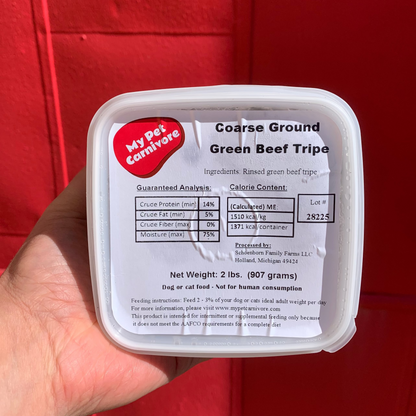 My Pet
Carnivore
Coarse Ground
Green Beef Tripe
Ingredients: Rinsed green beef tripe
Guaranteed Analysis:
Crude Protein (min) 14%
Crude Fat (min) 5%
Crude Fiber (max) 0%
Moisture (max) 75%
Calorie Content:
(Calculated) ME
1510 kcal/kg
1371 kcal/container
Lot #
28225
Processed by:
Schdenborn Family Farms LLC
Holland, Michigan 49424
Net Weight: 2 lbs. (907 grams)
Dog or cat food - Not for human consumption
Feeding instructions: Feed 2 - 3% of your dog or cats ideal adult weight per day
For more information, please visit www.mypetcarnivore.com
This product is intended for intermittent or supplemental feeding only because
it does not meet the AAFCO requirements for a complete diet